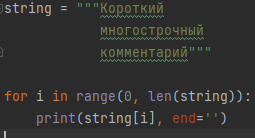 string = """Короткий
многострочный
комментарий"""
for i in range(0, len(string)):
print(string[i], end='')